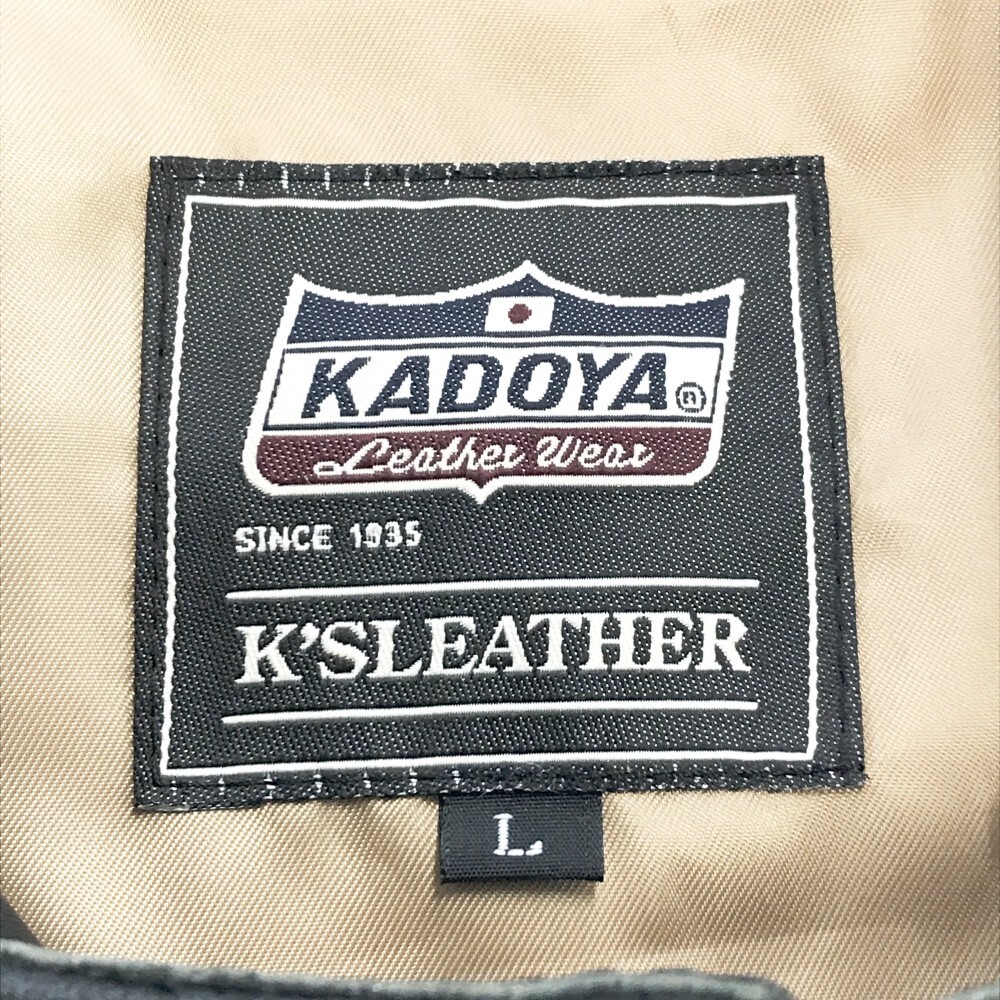 KADOYA®
Leather Wear
SINCE 1935
K'SLEATHER
L